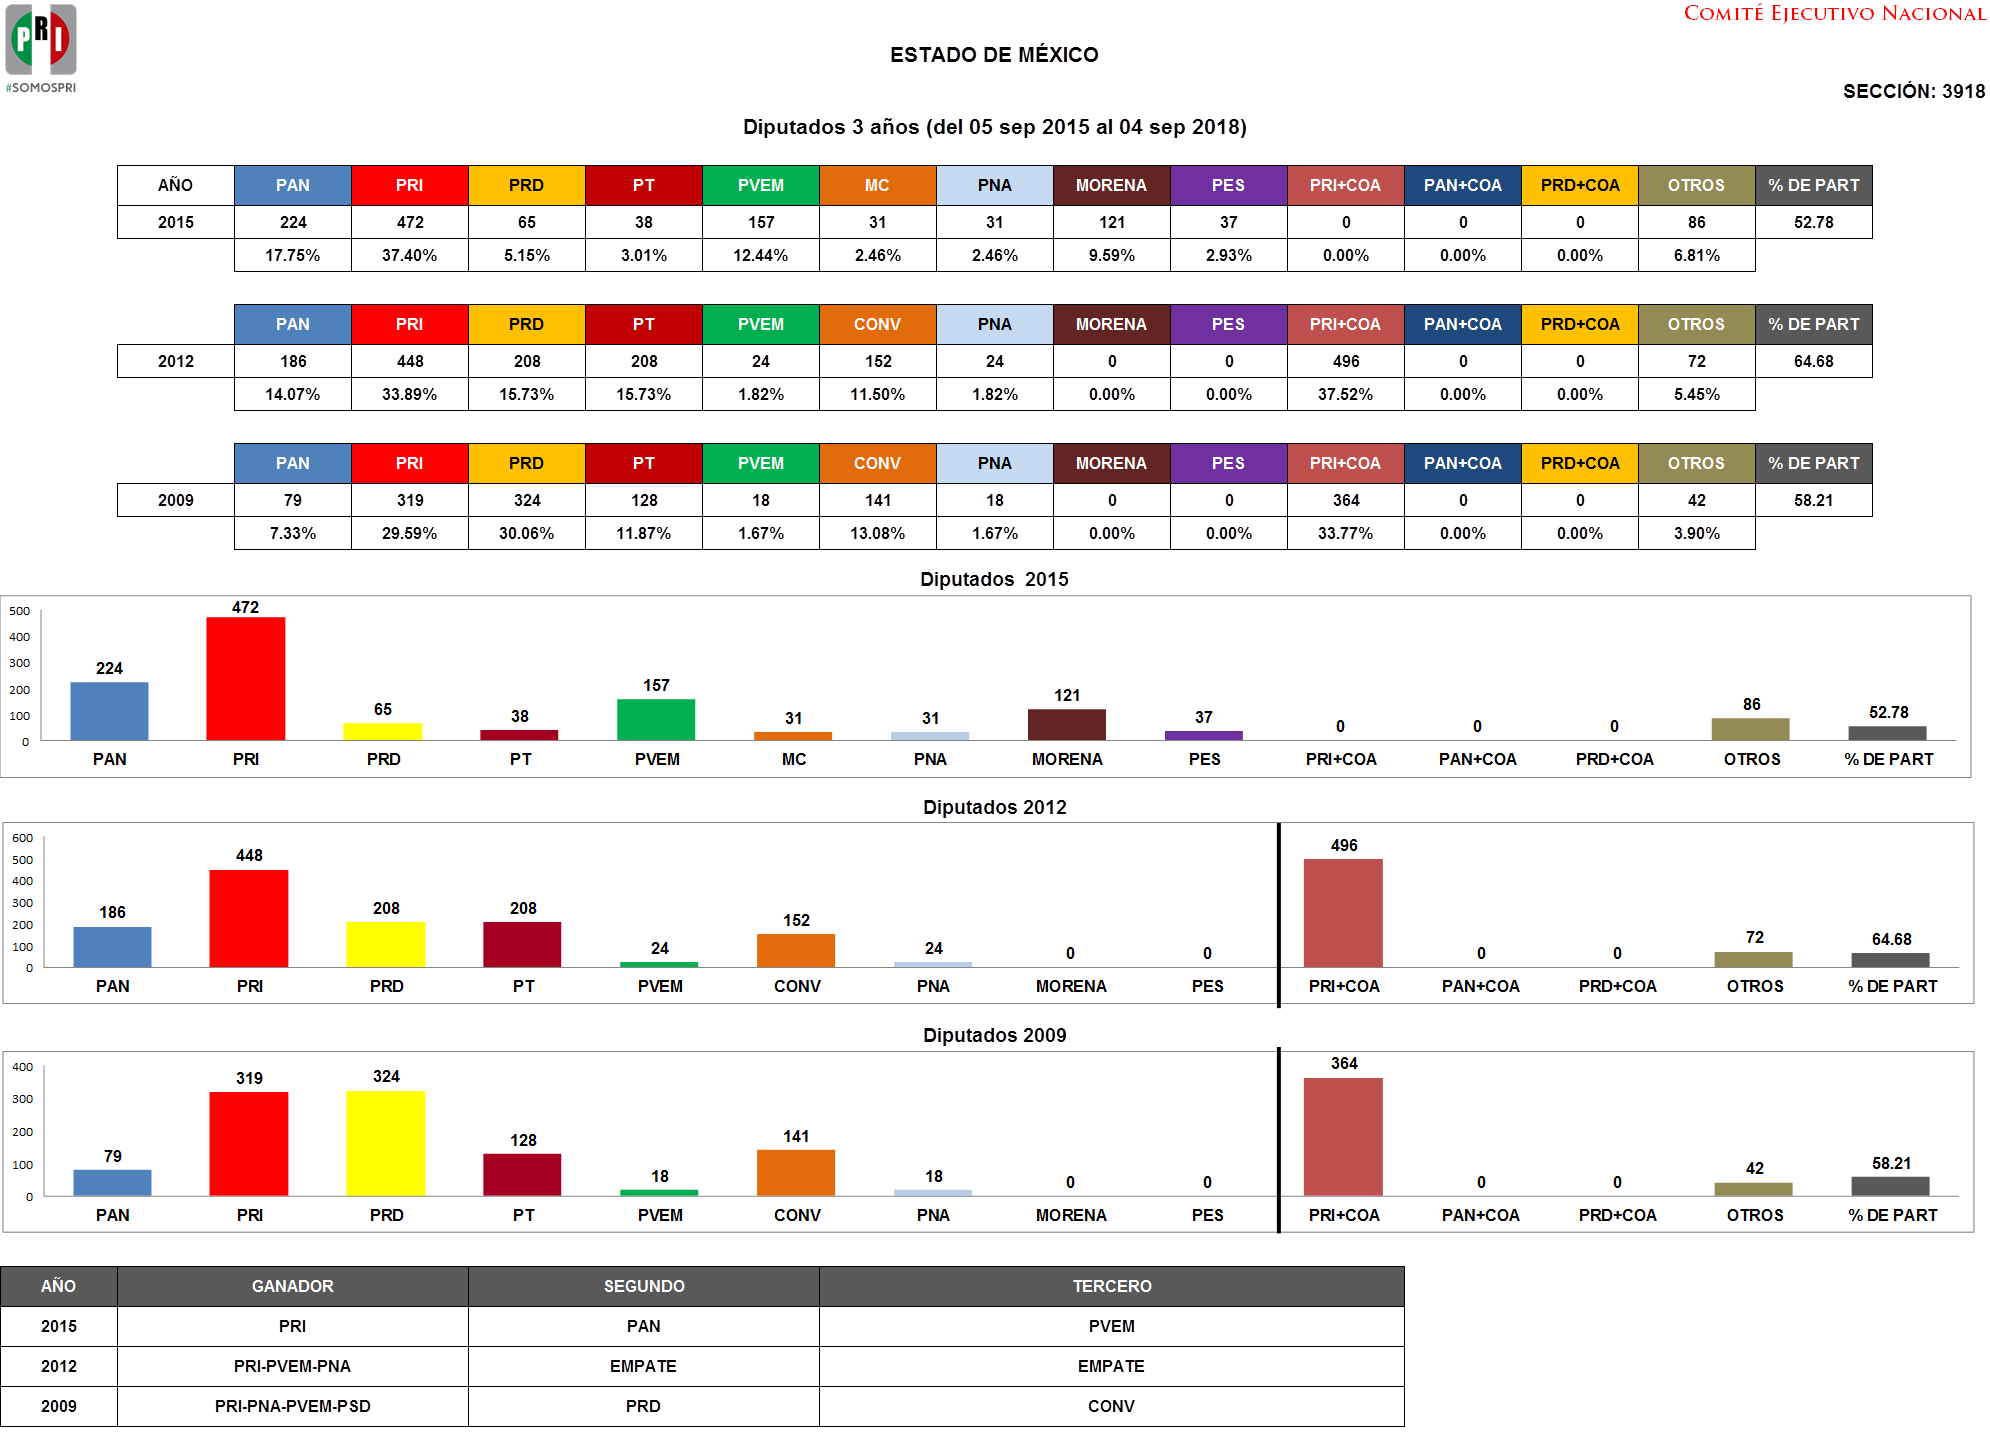 PRI
#SOMOSPRI
COMITÉ EJECUTIVO NACIONAL
ESTADO DE MÉXICO
SECCIÓN: 3918
Diputados 3 años (del 05 sep 2015 al 04 sep 2018)
AÑO PAN PRI PRD PT PVEM MC PNA MORENA PES PRI+COA PAN+COA PRD+COA OTROS % DE PART
2015 224 472 65 38 157 31 31 121 37 0 0 0 86 52.78
17.75% 37.40% 5.15% 3.01% 12.44% 2.46% 2.46% 9.59% 2.93% 0.00% 0.00% 0.00% 6.81%
PAN PRI PRD PT PVEM CONV PNA MORENA PES PRI+COA PAN+COA PRD+COA OTROS % DE PART
2012 186 448 208 208 24 152 24 0 0 496 0 0 72 64.68
14.07% 33.89% 15.73% 15.73% 1.82% 11.50% 1.82% 0.00% 0.00% 37.52% 0.00% 0.00% 5.45%
PAN PRI PRD PT PVEM CONV PNA MORENA PES PRI+COA PAN+COA PRD+COA OTROS % DE PART
2009 79 319 324 128 18 141 18 0 0 364 0 0 42 58.21
7.33% 29.59% 30.06% 11.87% 1.67% 13.08% 1.67% 0.00% 0.00% 33.77% 0.00% 0.00% 3.90%
Diputados 2015
500
400
300
200
100
0
224 472 65 38 157 31 31 121 37 0 0 0 86 52.78
PAN PRI PRD PT PVEM MC PNA MORENA PES PRI+COA PAN+COA PRD+COA OTROS % DE PART
Diputados 2012
600
500
400
300
200
100
0
186 448 208 208 24 152 24 0 0 496 0 0 72 64.68
PAN PRI PRD PT PVEM CONV PNA MORENA PES PRI+COA PAN+COA PRD+COA OTROS % DE PART
Diputados 2009
400
300
200
100
0
79 319 324 128 18 141 18 0 0 364 0 0 42 58.21
PAN PRI PRD PT PVEM CONV PNA MORENA PES PRI+COA PAN+COA PRD+COA OTROS % DE PART
AÑO GANADOR SEGUNDO TERCERO
2015 PRI PAN PVEM
2012 PRI-PVEM-PNA EMPATE EMPATE
2009 PRI-PNA-PVEM-PSD PRD CONV